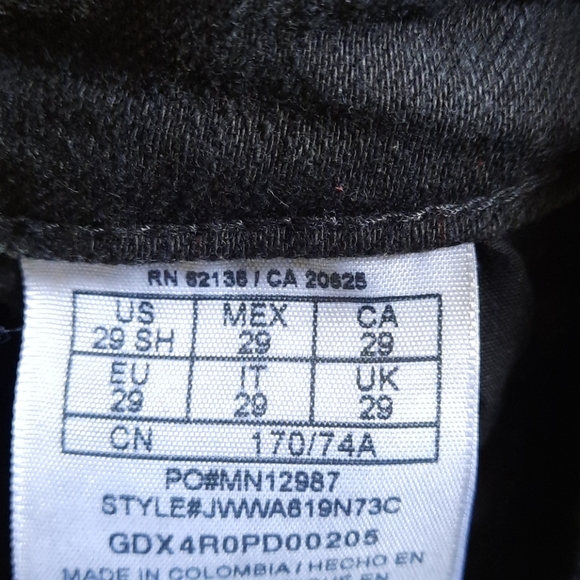 RN 62136 / CA 20625
US MEX CA
29 SH 29 29
EU IT UK
29 29 29
CN 170/74A
PO#MN12987
STYLE#JWWA619N73C
GDX4R0PD00205
MADE IN COLOMBIA / HECHO EN